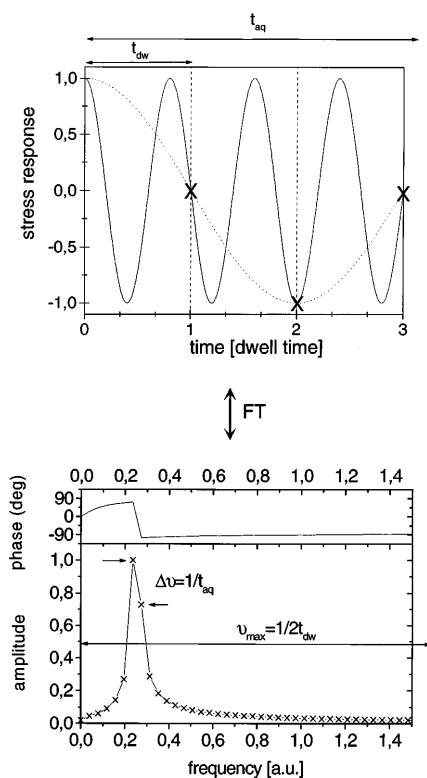 t_aq
t_dw
1,0
0,5
0,0
-0,5
-1,0
stress response
0 1 2 3
time [dwell time]
FT
0,0 0,2 0,4 0,6 0,8 1,0 1,2 1,4
90
0
-90
phase (deg)
1,0
0,8
0,6
0,4
0,2
0,0
amplitude
Δυ=1/t_aq
υ_max=1/2t_dw
0,0 0,2 0,4 0,6 0,8 1,0 1,2 1,4
frequency [a.u.]